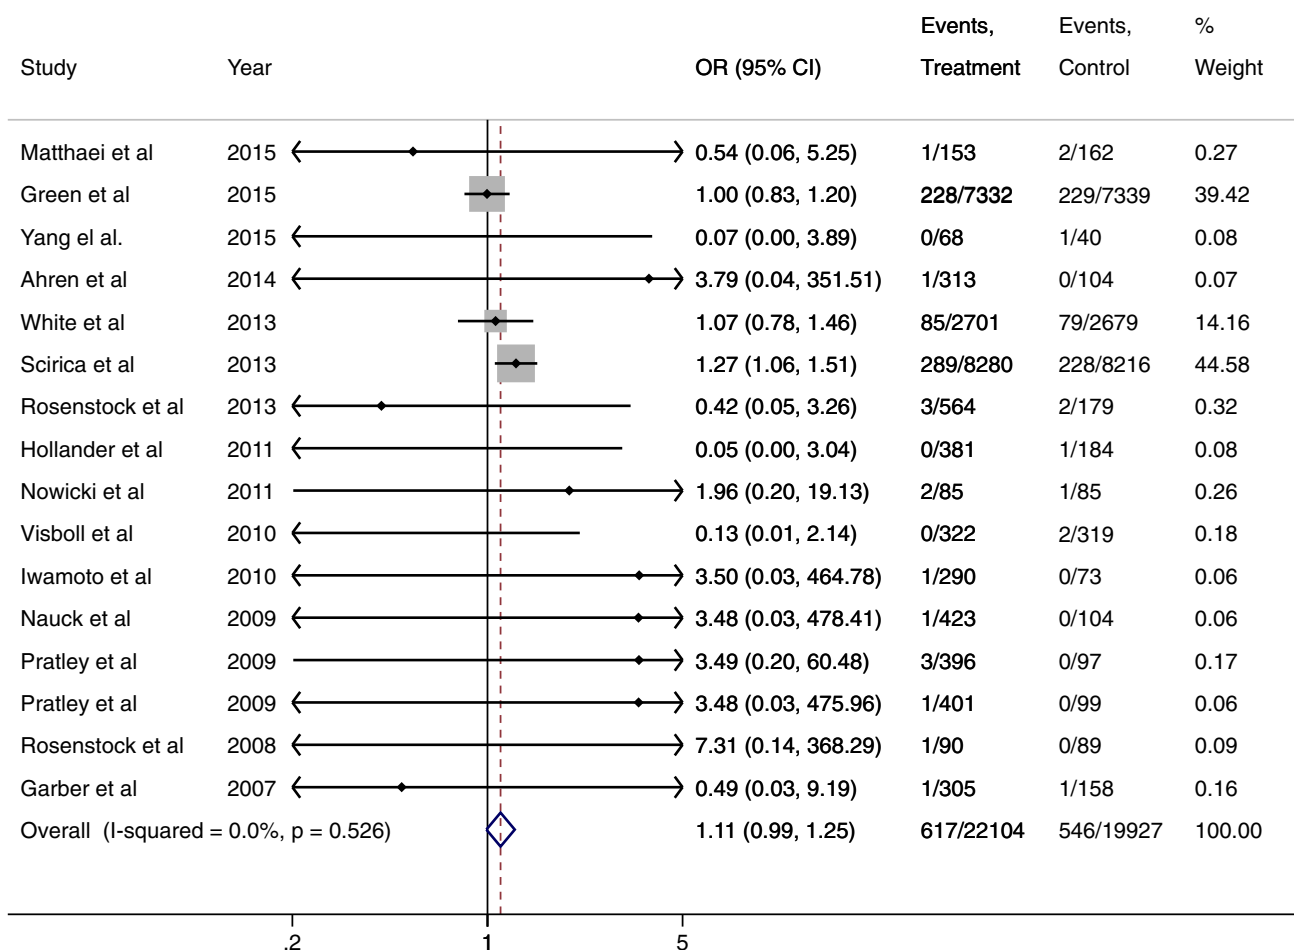 Events, Events, %
Study Year OR (95% CI) Treatment Control Weight
Matthaei et al 2015 0.54 (0.06, 5.25) 1/153 2/162 0.27
Green et al 2015 1.00 (0.83, 1.20) 228/7332 229/7339 39.42
Yang el al. 2015 0.07 (0.00, 3.89) 0/68 1/40 0.08
Ahren et al 2014 3.79 (0.04, 351.51) 1/313 0/104 0.07
White et al 2013 1.07 (0.78, 1.46) 85/2701 79/2679 14.16
Scirica et al 2013 1.27 (1.06, 1.51) 289/8280 228/8216 44.58
Rosenstock et al 2013 0.42 (0.05, 3.26) 3/564 2/179 0.32
Hollander et al 2011 0.05 (0.00, 3.04) 0/381 1/184 0.08
Nowicki et al 2011 1.96 (0.20, 19.13) 2/85 1/85 0.26
Visboll et al 2010 0.13 (0.01, 2.14) 0/322 2/319 0.18
Iwamoto et al 2010 3.50 (0.03, 464.78) 1/290 0/73 0.06
Nauck et al 2009 3.48 (0.03, 478.41) 1/423 0/104 0.06
Pratley et al 2009 3.49 (0.20, 60.48) 3/396 0/97 0.17
Pratley et al 2009 3.48 (0.03, 475.96) 1/401 0/99 0.06
Rosenstock et al 2008 7.31 (0.14, 368.29) 1/90 0/89 0.09
Garber et al 2007 0.49 (0.03, 9.19) 1/305 1/158 0.16
Overall (I-squared = 0.0%, p = 0.526) 1.11 (0.99, 1.25) 617/22104 546/19927 100.00
.2 1 5